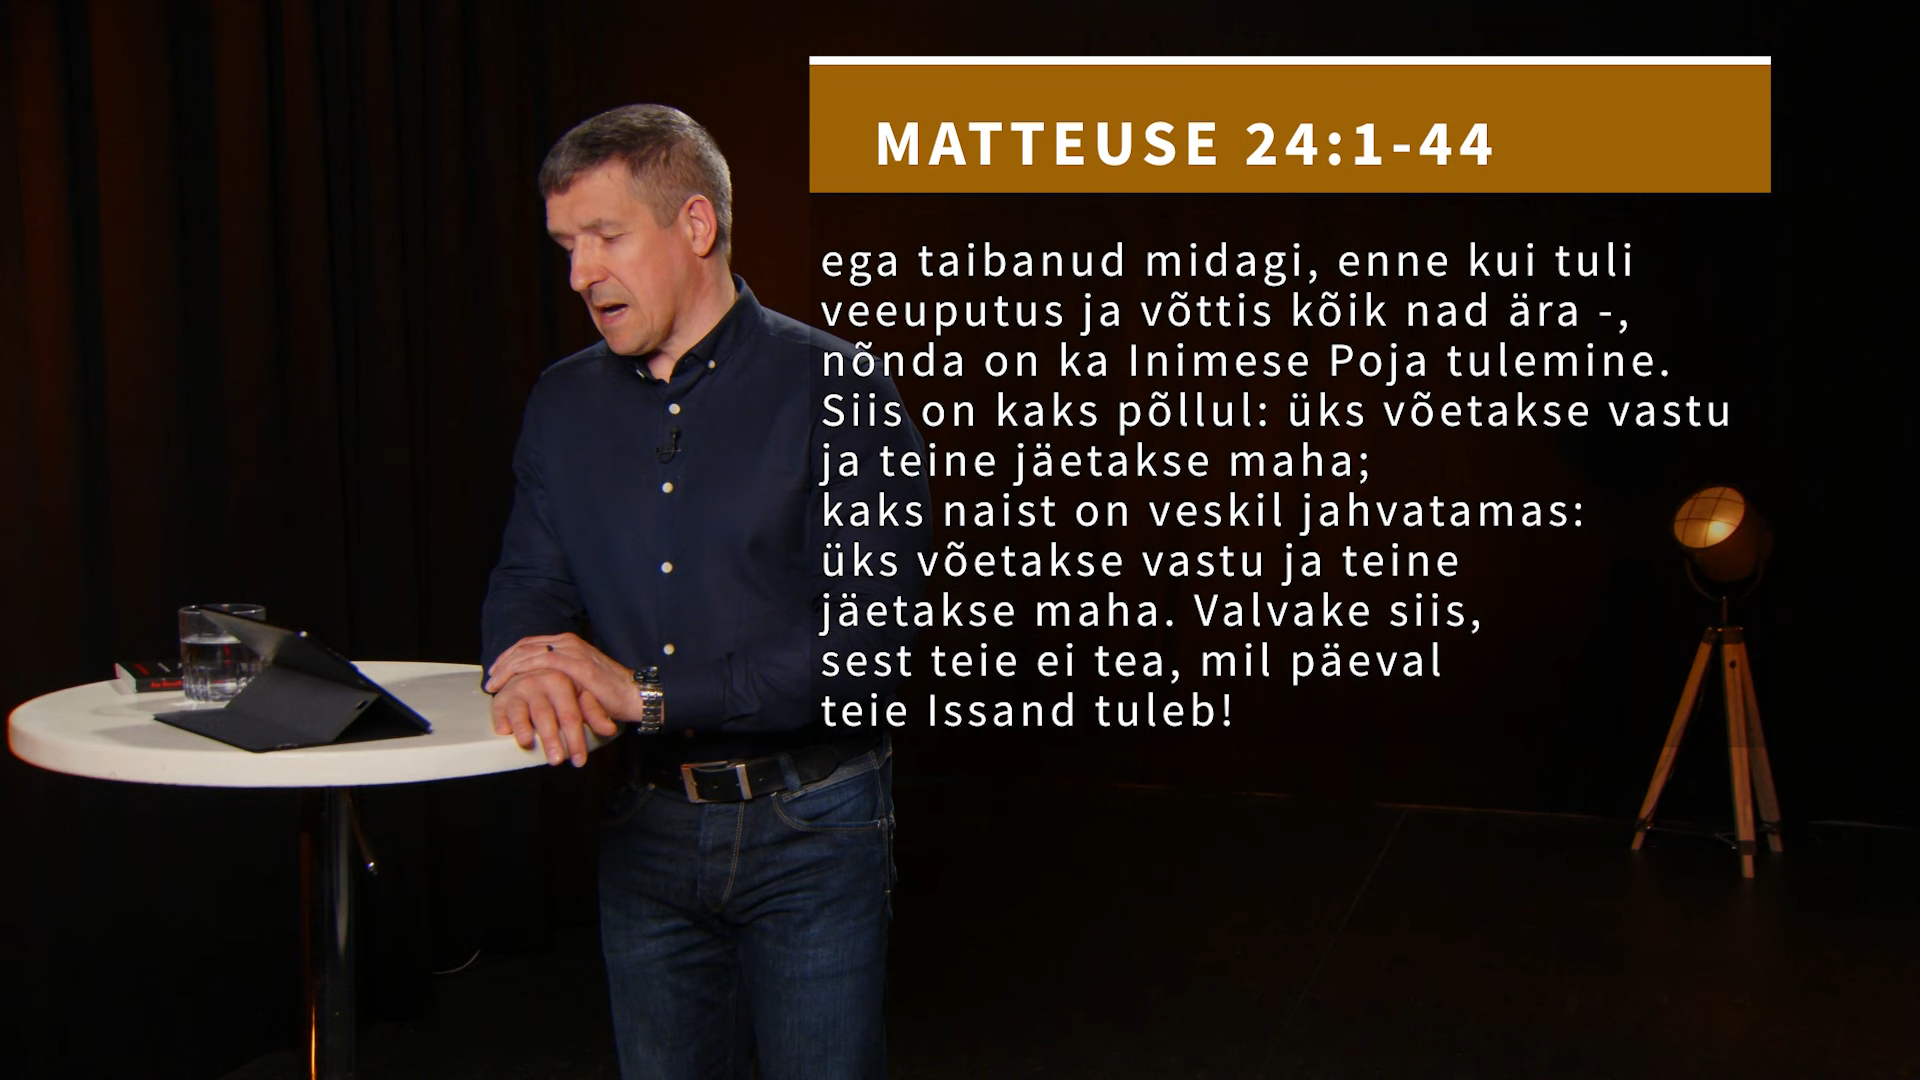 MATTEUSE 24:1-44
ega taibanud midagi, enne kui tuli
veeuputus ja võttis kõik nad ära -,
nõnda on ka Inimese Poja tulemine.
Siis on kaks põllul: üks võetakse vastu
ja teine jäetakse maha;
kaks naist on veskil jahvatamas:
üks võetakse vastu ja teine
jäetakse maha. Valvake siis,
sest teie ei tea, mil päeval
teie Issand tuleb!